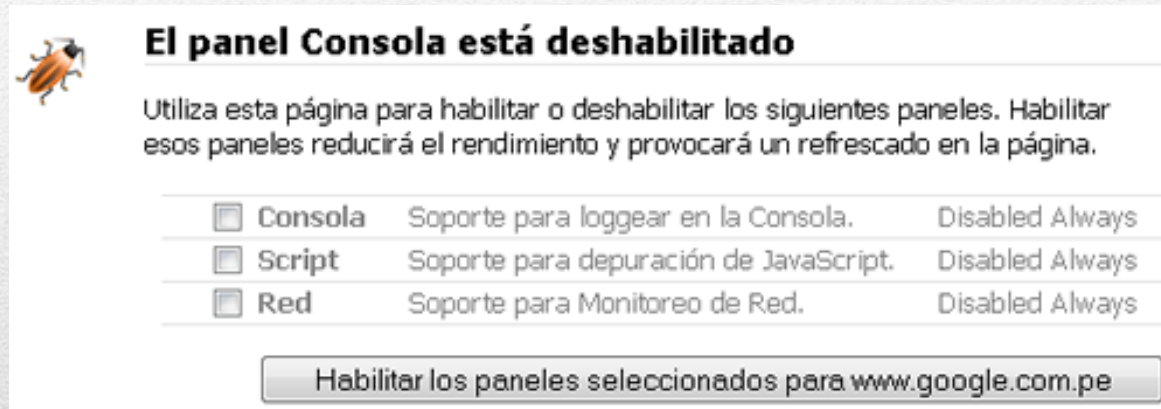 El panel Consola está deshabilitado
Utiliza esta página para habilitar o deshabilitar los siguientes paneles. Habilitar
esos paneles reducirá el rendimiento y provocará un refrescado en la página.
Consola Soporte para loggear en la Consola. Disabled Always
Script Soporte para depuración de JavaScript. Disabled Always
Red Soporte para Monitoreo de Red. Disabled Always
Habilitar los paneles seleccionados para www.google.com.pe